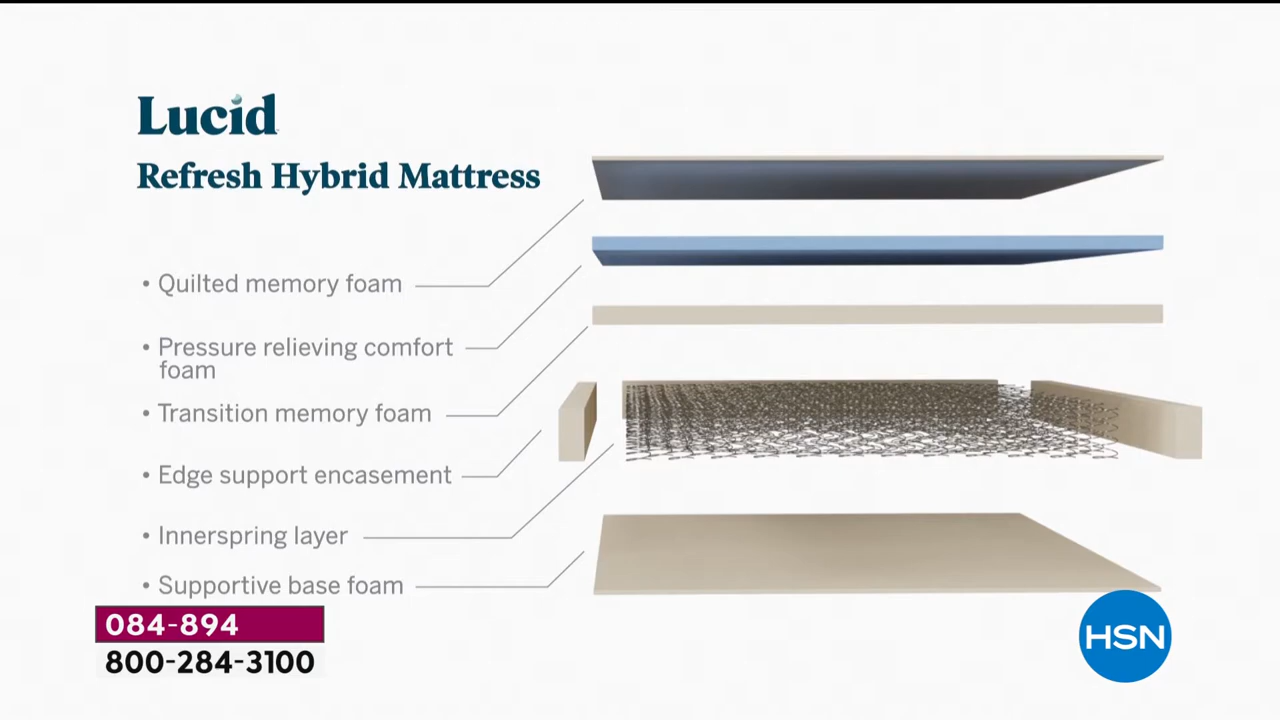 Lucid
Refresh Hybrid Mattress
• Quilted memory foam
• Pressure relieving comfort
foam
• Transition memory foam
• Edge support encasement
• Innerspring layer
• Supportive base foam
084-894
800-284-3100
HSN